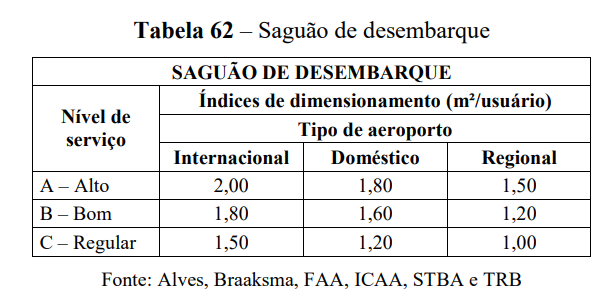 Tabela 62 – Saguão de desembarque
SAGUÃO DE DESEMBARQUE
Nível de serviço
Índices de dimensionamento (m²/usuário)
Tipo de aeroporto
Internacional Doméstico Regional
A – Alto 2,00 1,80 1,50
B – Bom 1,80 1,60 1,20
C – Regular 1,50 1,20 1,00
Fonte: Alves, Braaksma, FAA, ICAA, STBA e TRB